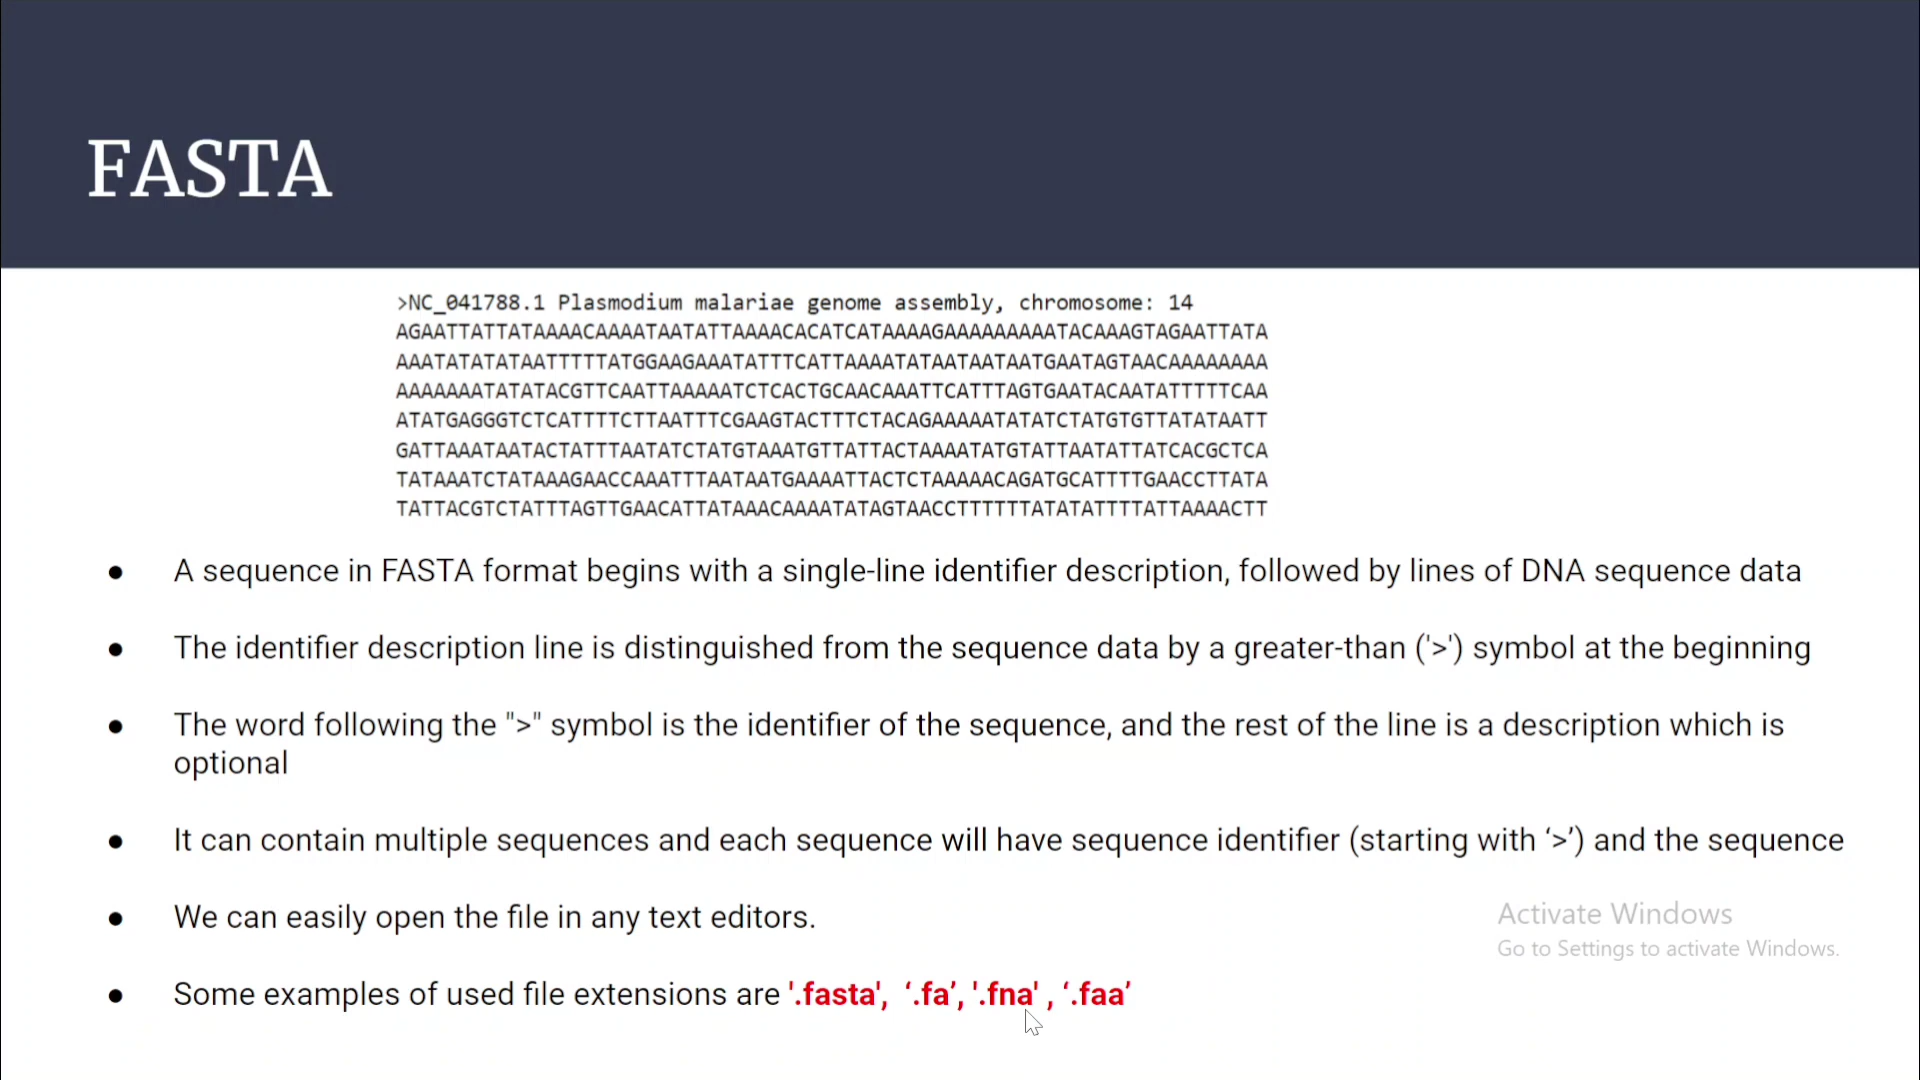 FASTA
>NC_041788.1 Plasmodium malariae genome assembly, chromosome: 14
AGAATTATTATAAAACAAAATAATATTAAAACACATCATAAAAGAAAAAAAAATACAAAGTAGAATTATA
AAATATATATAATTTTTATGGAAGAAATATTTCATTAAAATATAATAATAATGAATAGTAACAAAAAAAA
AAAAAAATATATACGTTCAATTAAAAATCTCACTGCAACAAATTCATTTAGTGAATACAATATTTTTCAA
ATATGAGGGTCTCATTTTCTTAATTTCGAAGTACTTTCTACAGAAAAATATATCTATGTGTTATATAATT
GATTAAATAATACTATTTAATATCTATGTAAATGTTATTACTAAAATATGTATTAATATTATCACGCTCA
TATAAATCTATAAAGAACCAAATTTAATAATGAAAATTACTCTAAAAACAGATGCATTTTGAACCTTATA
TATTACGTCTATTTAGTTGAACATTATAAACAAAATATAGTAACCTTTTTTATATATTTTATTAAAACTT
● A sequence in FASTA format begins with a single-line identifier description, followed by lines of DNA sequence data
● The identifier description line is distinguished from the sequence data by a greater-than ('>') symbol at the beginning
● The word following the ">" symbol is the identifier of the sequence, and the rest of the line is a description which is
optional
● It can contain multiple sequences and each sequence will have sequence identifier (starting with ‘>’) and the sequence
● We can easily open the file in any text editors.
● Some examples of used file extensions are '.fasta', ‘.fa’, '.fna' , ‘.faa’
Activate Windows
Go to Settings to activate Windows.